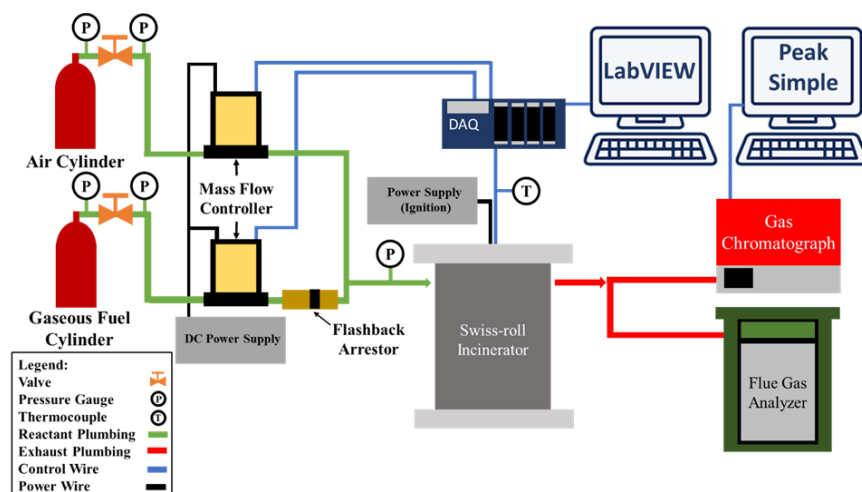 P
P
LabVIEW
Peak
Simple
DAQ
Air Cylinder
Mass Flow
Controller
Power Supply
(Ignition)
T
P
P
P
Gas
Chromatograph
Gaseous Fuel
Cylinder
DC Power Supply
Flashback
Arrestor
Swiss-roll
Incinerator
Flue Gas
Analyzer
Legend:
Valve
Pressure Gauge
P
Thermocouple
T
Reactant Plumbing
Exhaust Plumbing
Control Wire
Power Wire